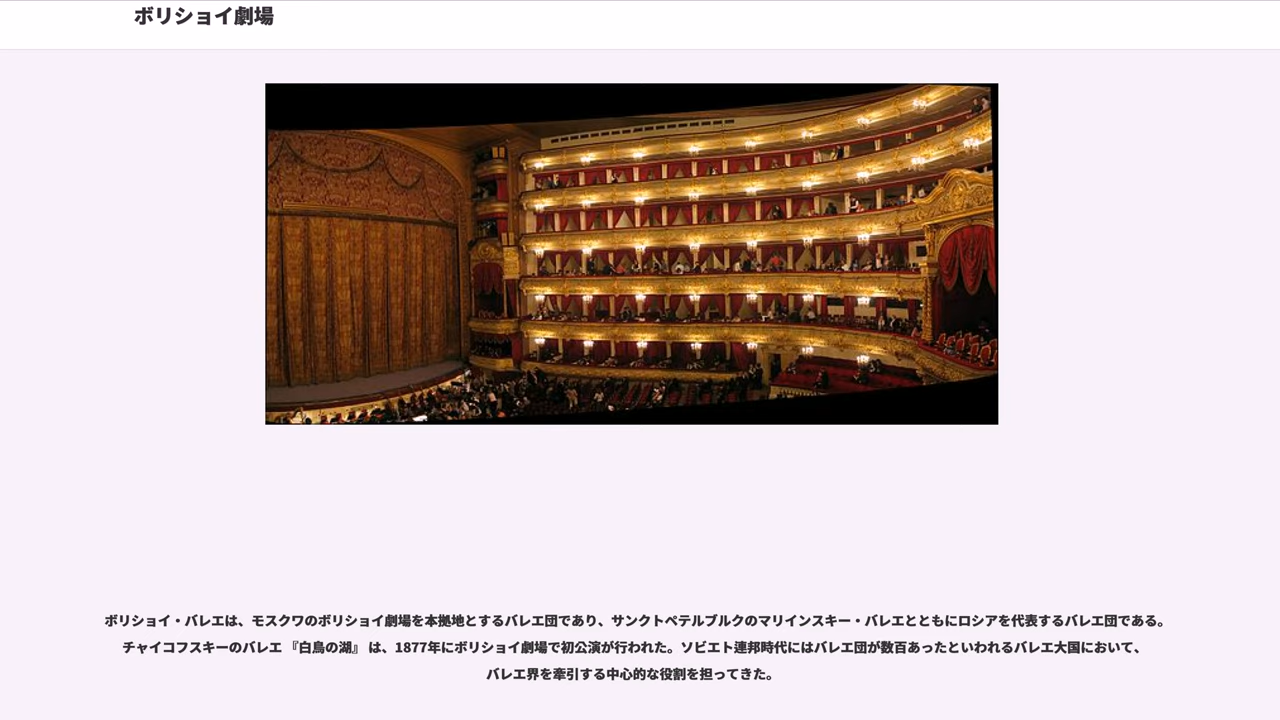 ボリショイ劇場
ボリショイ・バレエは、モスクワのボリショイ劇場を本拠地とするバレエ団であり、サンクトペテルブルクのマリインスキー・バレエとともにロシアを代表するバレエ団である。
チャイコフスキーのバレエ 『白鳥の湖』 は、1877年にボリショイ劇場で初公演が行われた。ソビエト連邦時代にはバレエ団が数百あったといわれるバレエ大国において、
バレエ界を牽引する中心的な役割を担ってきた。